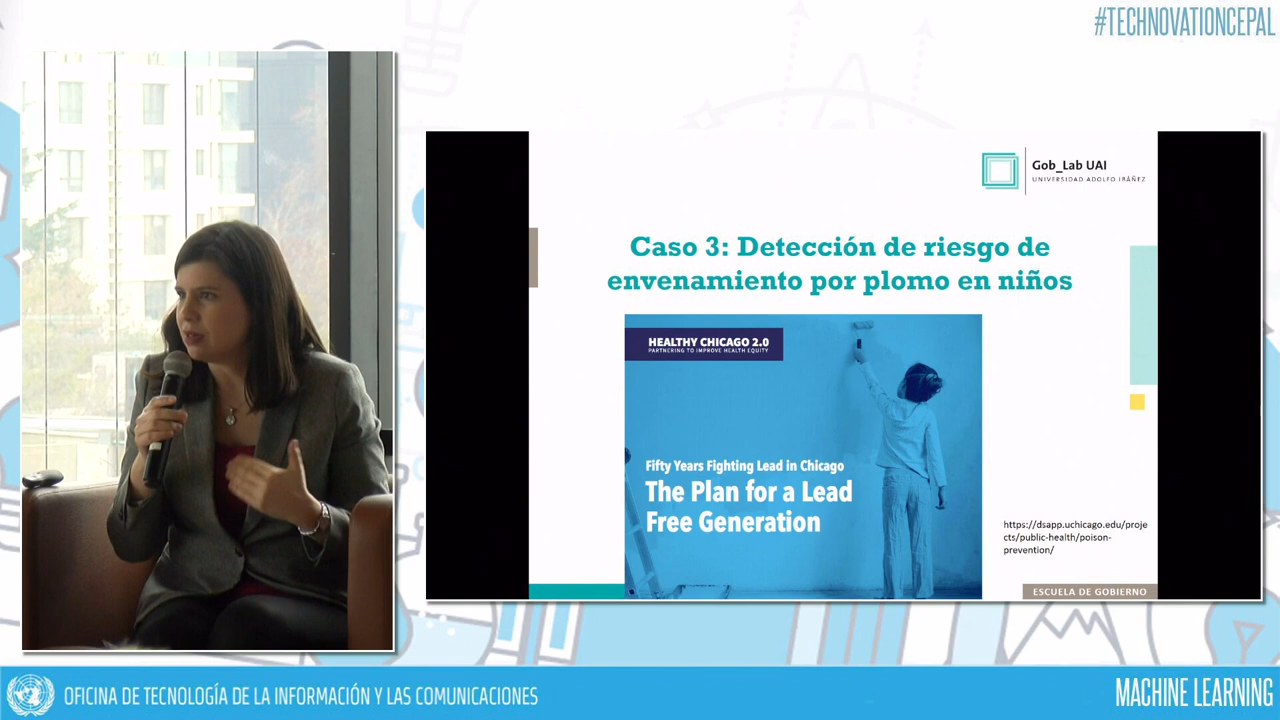 #TECHNOVATIONCEPAL
Gob_Lab UAI
UNIVERSIDAD ADOLFO IBÁÑEZ
Caso 3: Detección de riesgo de
envenamiento por plomo en niños
HEALTHY CHICAGO 2.0
PARTNERING TO IMPROVE HEALTH EQUITY
Fifty Years Fighting Lead in Chicago
The Plan for a Lead
Free Generation
https://dsapp.uchicago.edu/proje
cts/public-health/poison-
prevention/
ESCUELA DE GOBIERNO
OFICINA DE TECNOLOGÍA DE LA INFORMACIÓN Y LAS COMUNICACIONES
MACHINE LEARNING